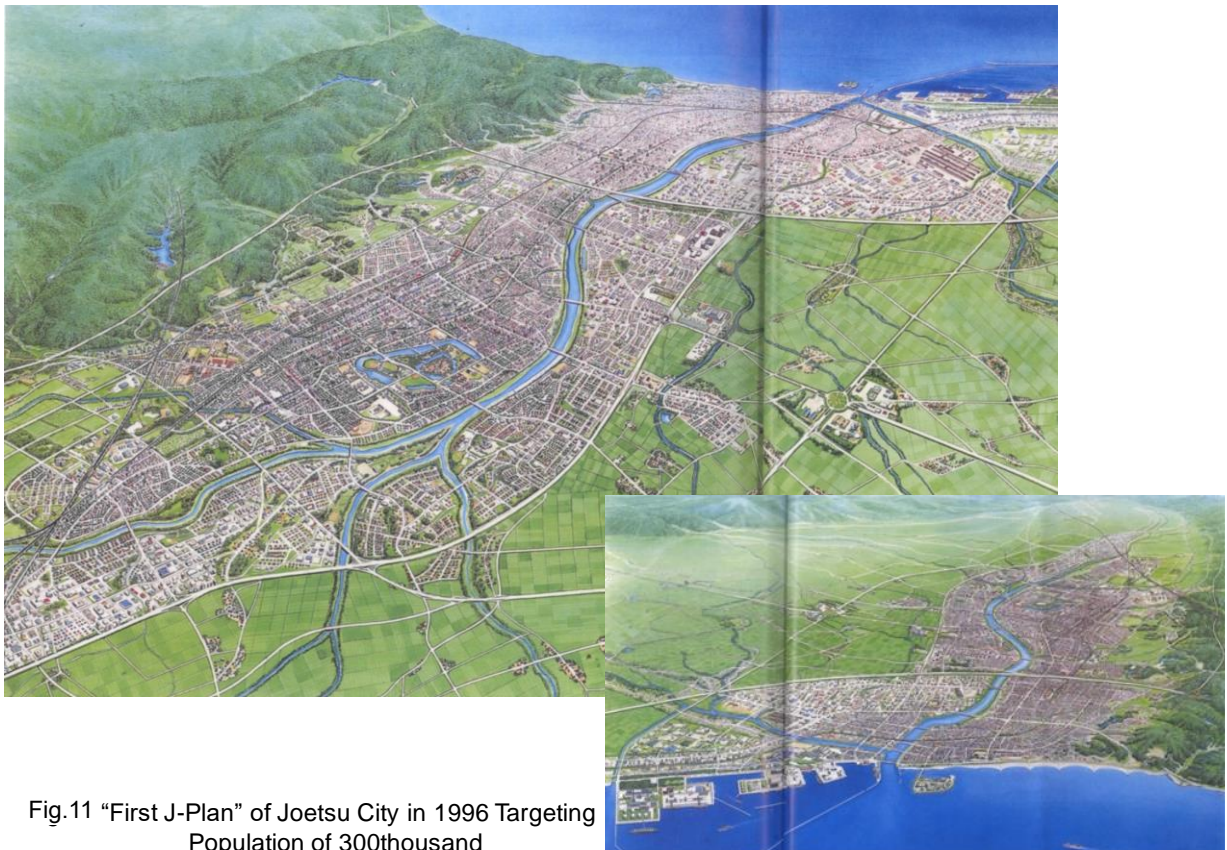 Fig.11 “First J-Plan” of Joetsu City in 1996 Targeting
Population of 300thousand